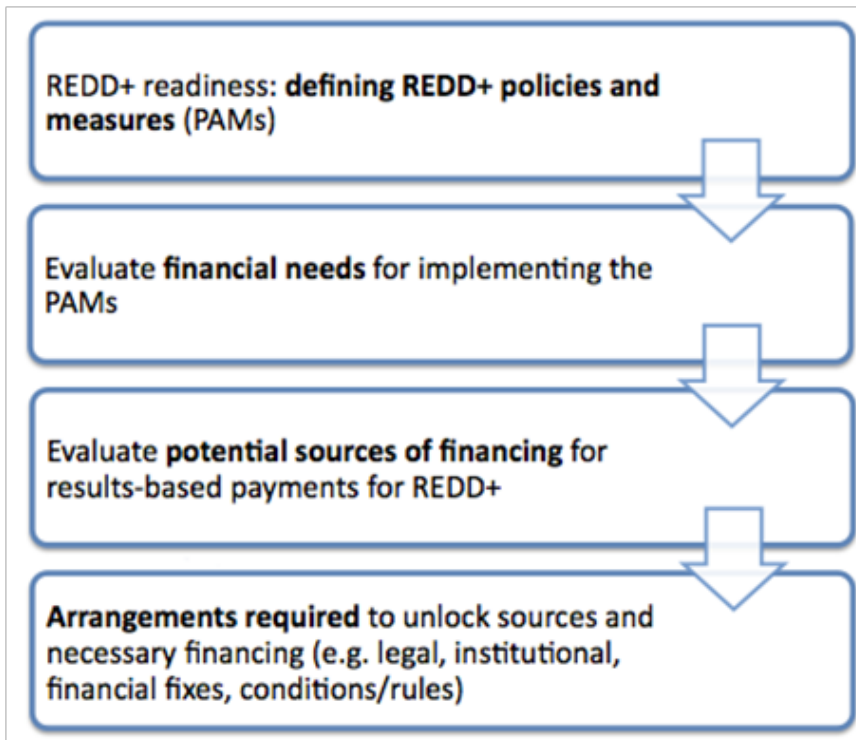 REDD+ readiness: defining REDD+ policies and
measures (PAMs)
Evaluate financial needs for implementing the
PAMs
Evaluate potential sources of financing for
results-based payments for REDD+
Arrangements required to unlock sources and
necessary financing (e.g. legal, institutional,
financial fixes, conditions/rules)